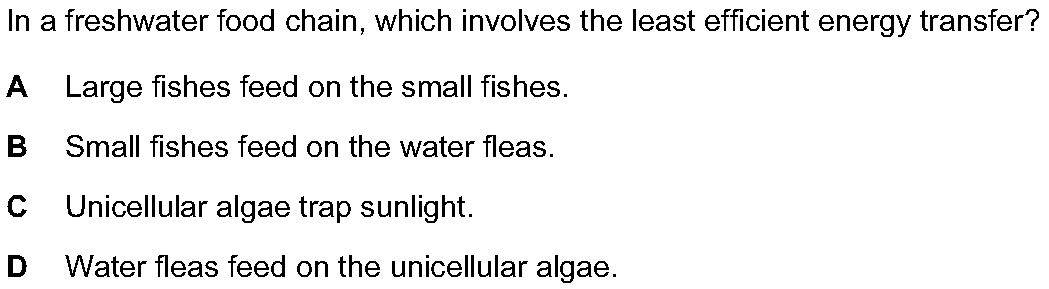 In a freshwater food chain, which involves the least efficient energy transfer?
A Large fishes feed on the small fishes.
B Small fishes feed on the water fleas.
C Unicellular algae trap sunlight.
D Water fleas feed on the unicellular algae.